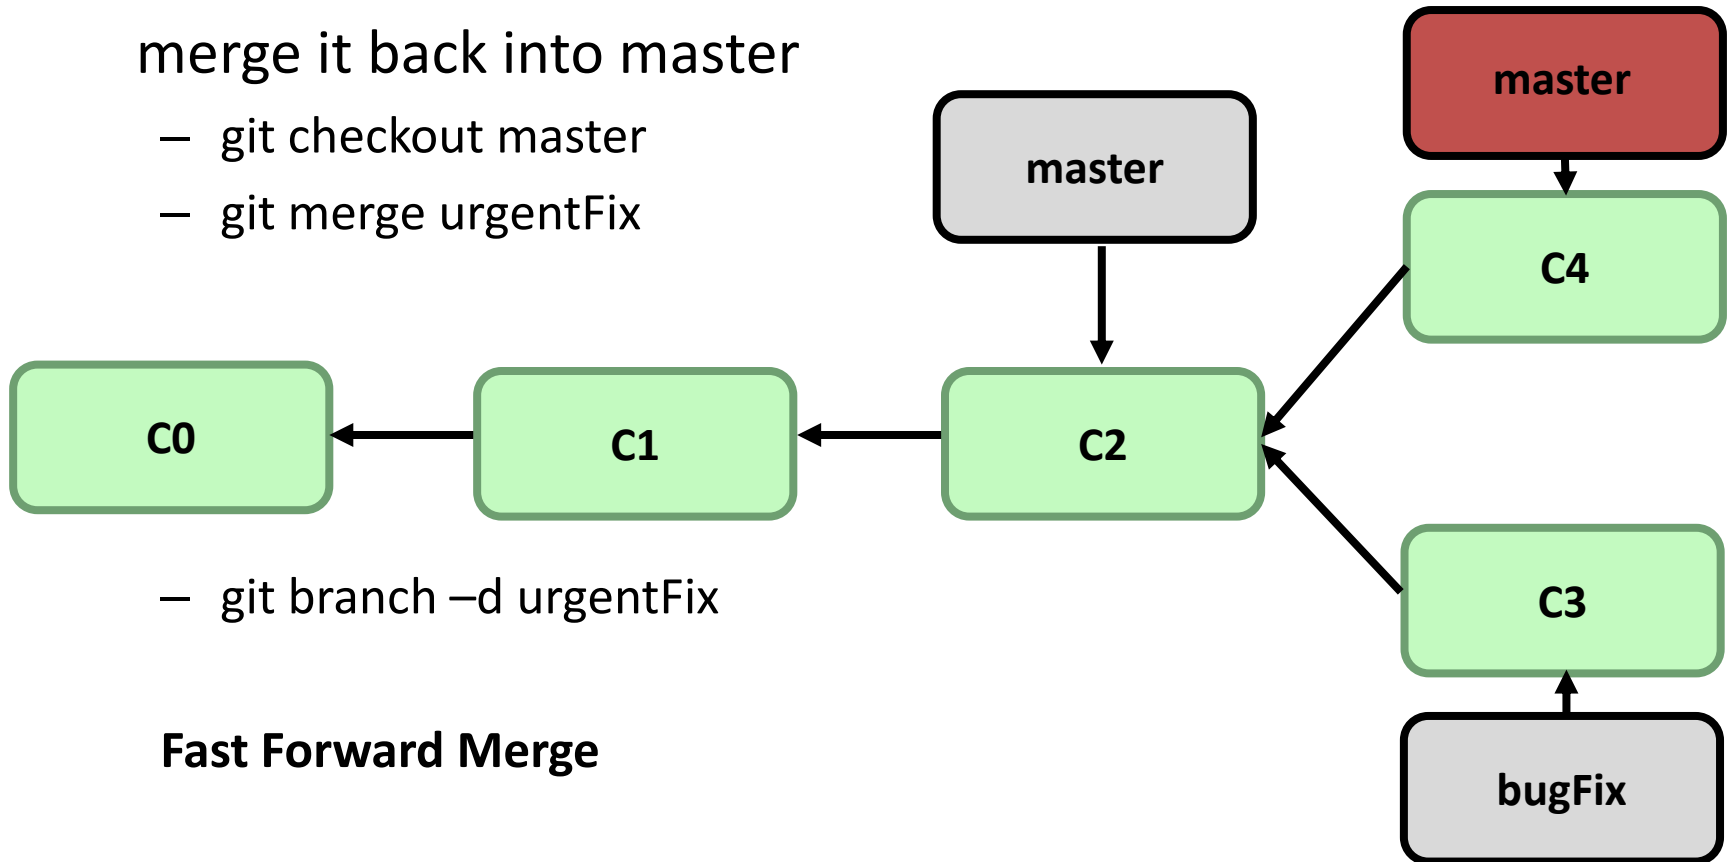 merge it back into master
– git checkout master
– git merge urgentFix
master
master
C4
C0
C1
C2
– git branch –d urgentFix
C3
Fast Forward Merge
bugFix